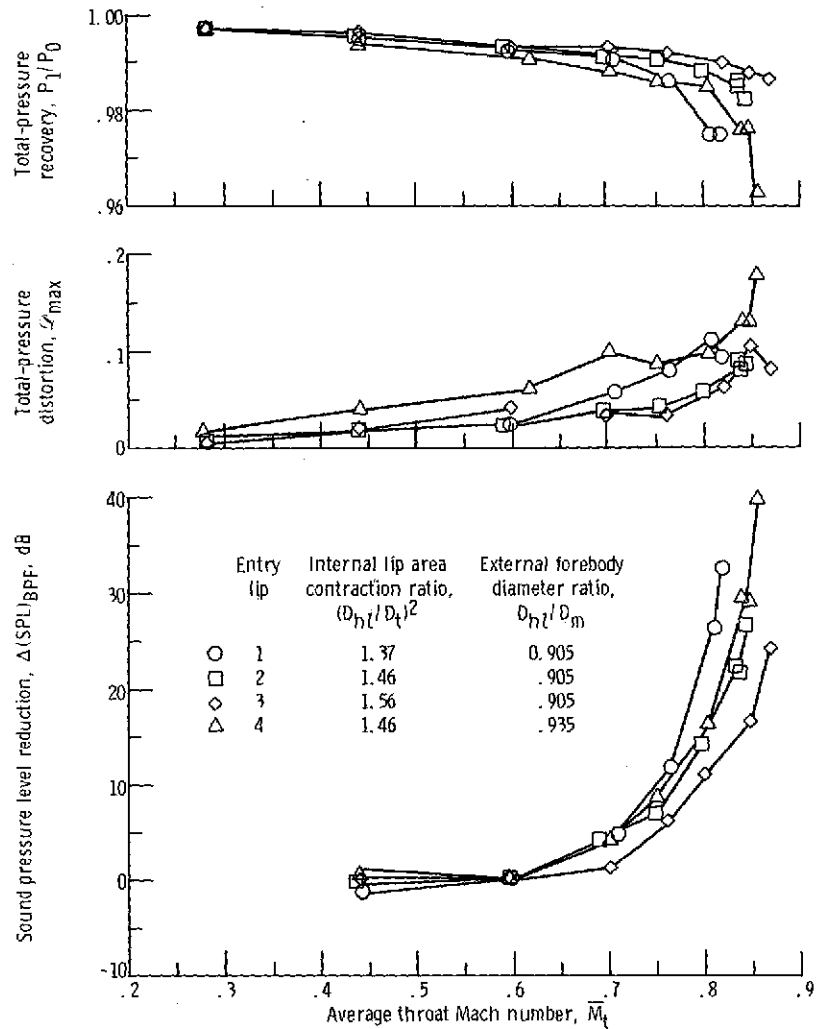 1.00
.98
.96
Total-pressure
recovery, P1/P0
.2
.1
0
Total-pressure
distortion, 𝒟max
40
30
20
10
0
-10
Sound pressure level reduction, Δ(SPL)BPF, dB
Entry
lip
Internal lip area
contraction ratio,
(Dhl/Dt)2
External forebody
diameter ratio,
Dhl/Dm
1 1.37 0.905
2 1.46 .905
3 1.56 .905
4 1.46 .935
.2 .3 .4 .5 .6 .7 .8 .9
Average throat Mach number, M̅t